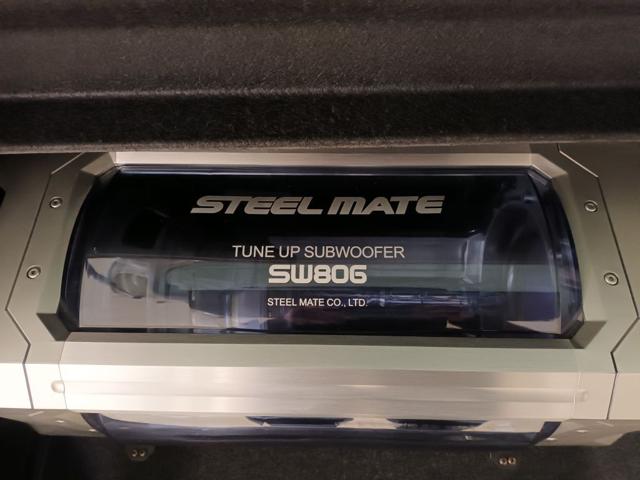 STEEL MATE
TUNE UP SUBWOOFER
SW806
STEEL MATE CO., LTD.